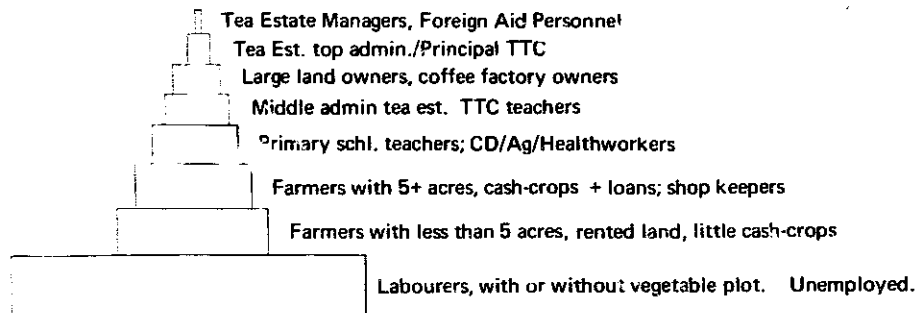 Tea Estate Managers, Foreign Aid Personnel
Tea Est. top admin./Principal TTC
Large land owners, coffee factory owners
Middle admin tea est. TTC teachers
Primary schl. teachers; CD/Ag/Healthworkers
Farmers with 5+ acres, cash-crops + loans; shop keepers
Farmers with less than 5 acres, rented land, little cash-crops
Labourers, with or without vegetable plot. Unemployed.